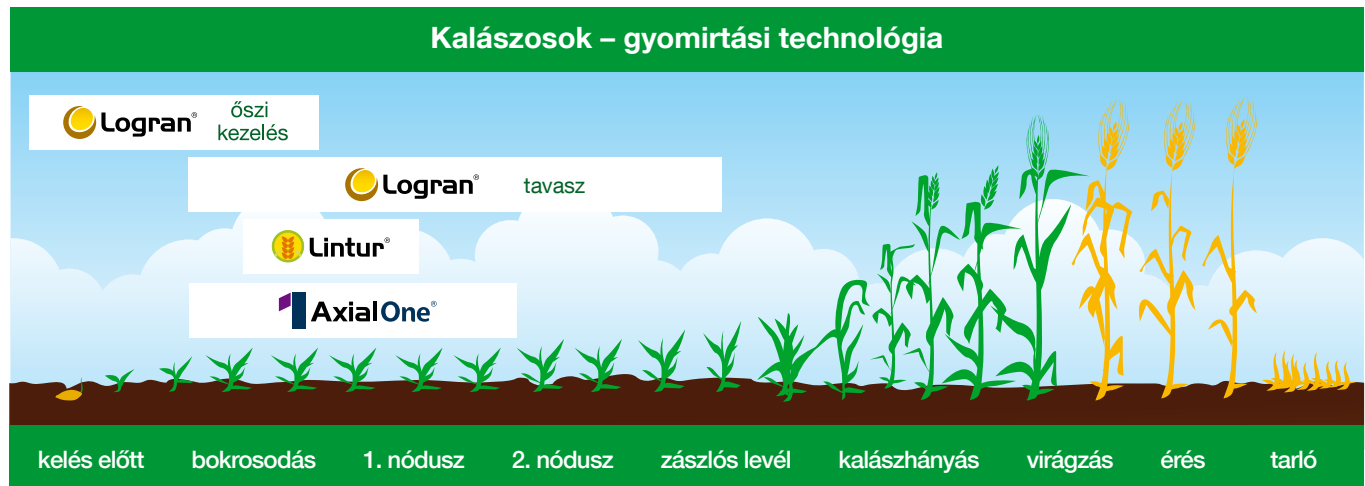 Kalászosok – gyomirtási technológia
Logran® őszi
kezelés
Logran® tavasz
Lintur®
AxialOne®
kelés előtt bokrosodás 1. nódusz 2. nódusz zászlós levél kalászhányás virágzás érés tarló